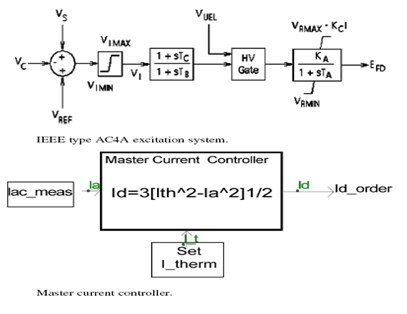 V_S
V_UEL
V_RMAX - K_C I
V_IMAX
V_C
+
-
+
1 + sT_C
1 + sT_B
HV
Gate
K_A
1 + sT_A
E_FD
V_I
V_IMIN
V_REF
V_RMIN
IEEE type AC4A excitation system.
Master Current Controller
Iac_meas
Ia
Id=3[Ith^2-Ia^2]1/2
Id
Id_order
I_t
Set
I_therm
Master current controller.